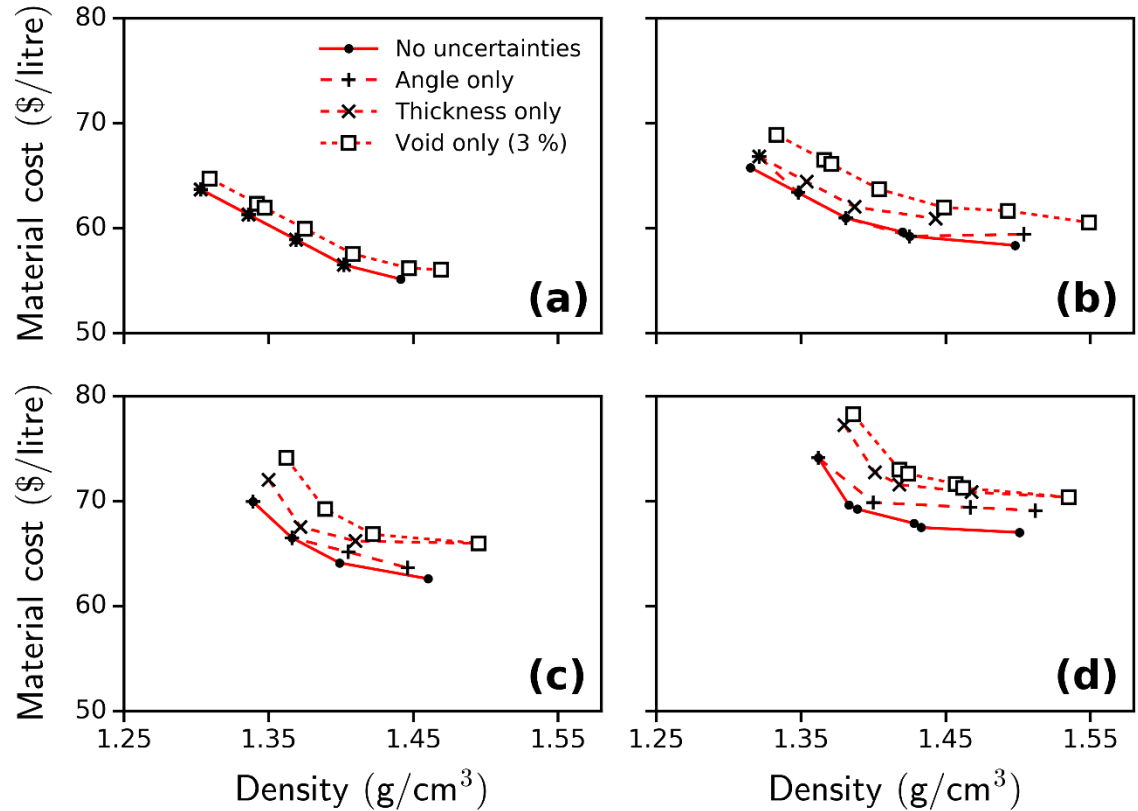 Material cost ($/litre)
80
70
60
50
No uncertainties
Angle only
Thickness only
Void only (3 %)
(a)
(b)
Material cost ($/litre)
80
70
60
50
(c)
(d)
1.25
1.35
1.45
1.55
1.25
1.35
1.45
1.55
Density (g/cm³)
Density (g/cm³)